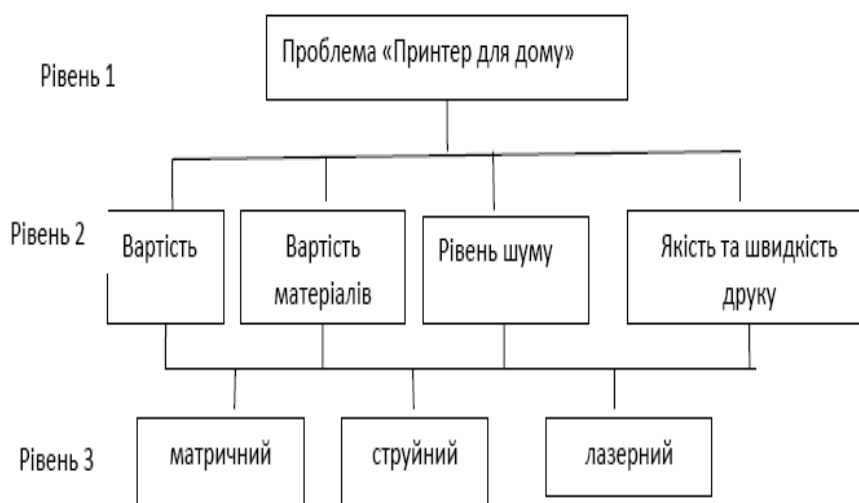 Проблема «Принтер для дому»
Рівень 1
Рівень 2
Вартість
Вартість
матеріалів
Рівень шуму
Якість та швидкість
друку
Рівень 3
матричний
струйний
лазерний